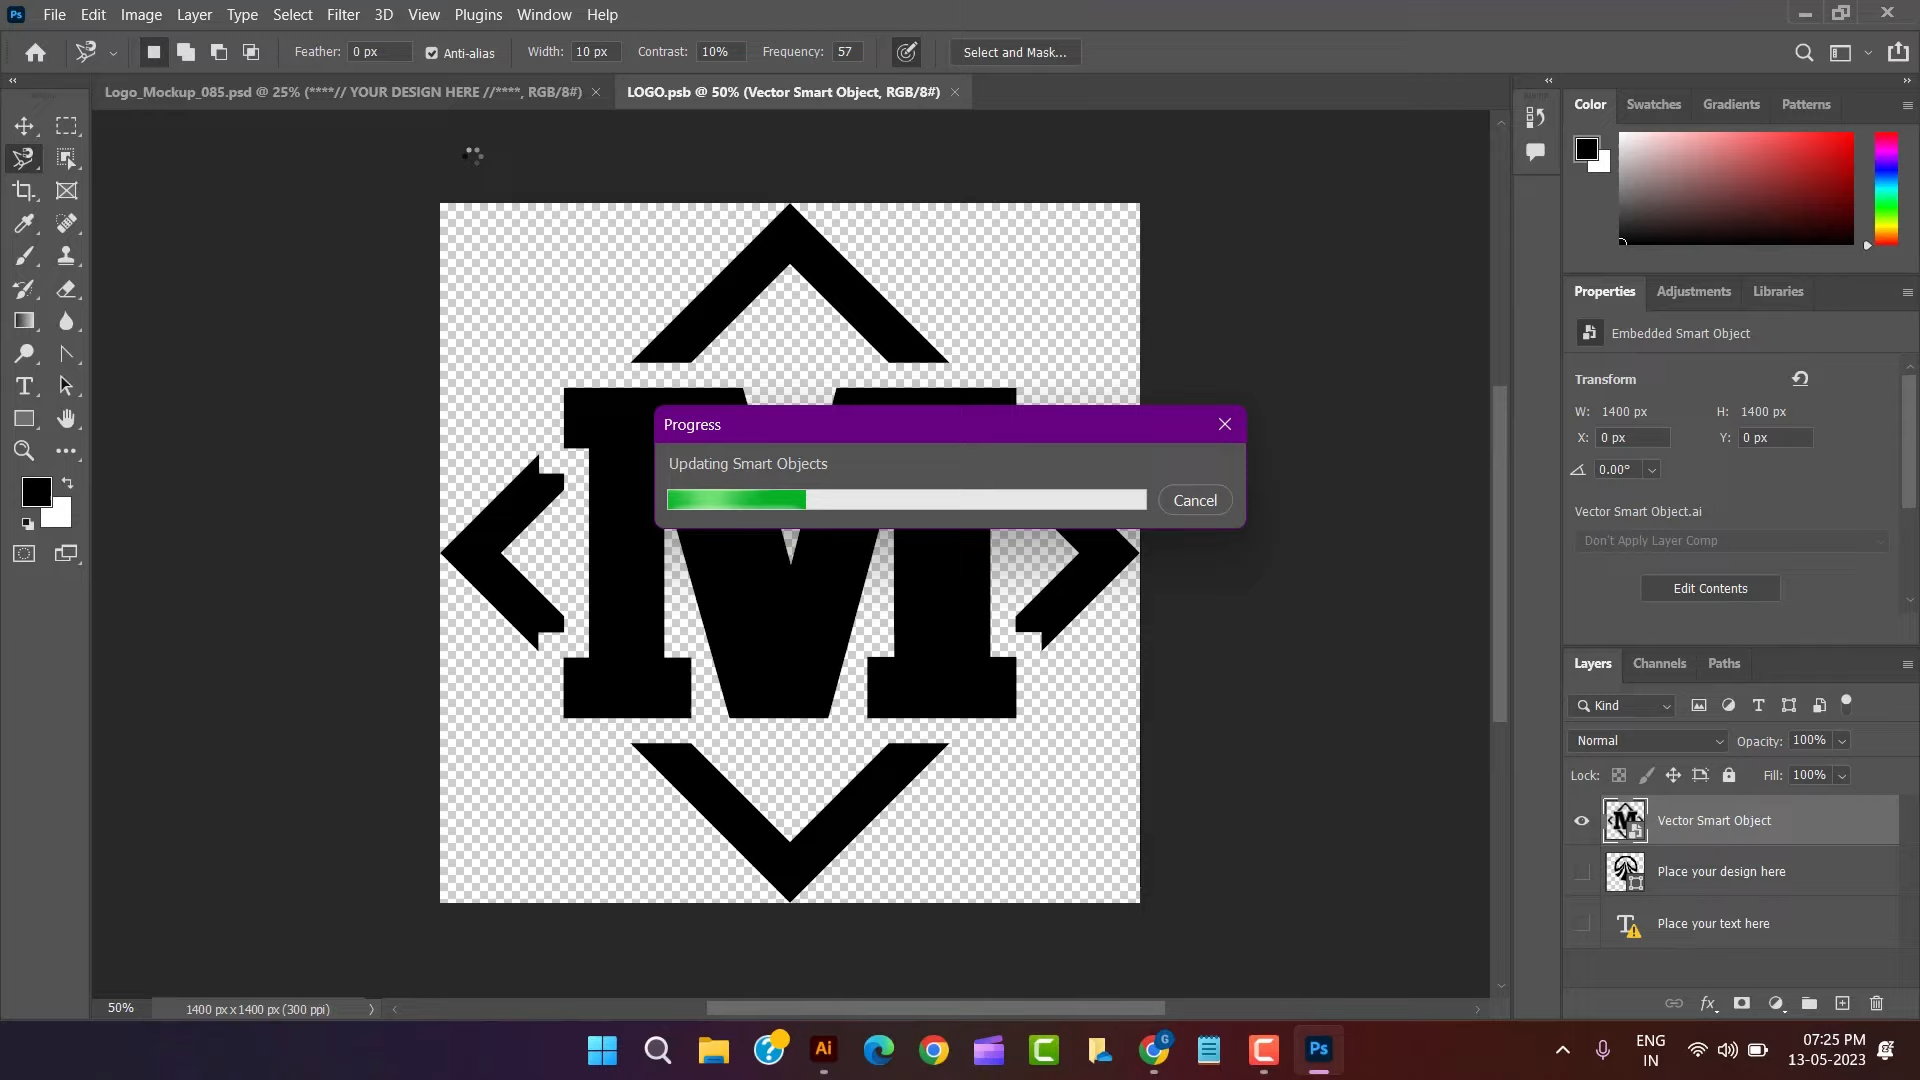 Ps File Edit Image Layer Type Select Filter 3D View Plugins Window Help
Feather: 0 px Anti-alias Width: 10 px Contrast: 10% Frequency: 57 Select and Mask...
Logo_Mockup_085.psd @ 25% (****// YOUR DESIGN HERE //****, RGB/8#) × LOGO.psb @ 50% (Vector Smart Object, RGB/8#) ×
Color Swatches Gradients Patterns
Properties Adjustments Libraries
Embedded Smart Object
Transform
W: 1400 px H: 1400 px
X: 0 px Y: 0 px
0.00°
Vector Smart Object.ai
Don't Apply Layer Comp
Edit Contents
M
Progress
Updating Smart Objects
Cancel
Layers Channels Paths
Kind
Normal Opacity: 100%
Lock: Fill: 100%
Vector Smart Object
Place your design here
Place your text here
50% 1400 px x 1400 px (300 ppi)
Ai G Ps
ENG
IN
07:25 PM
13-05-2023